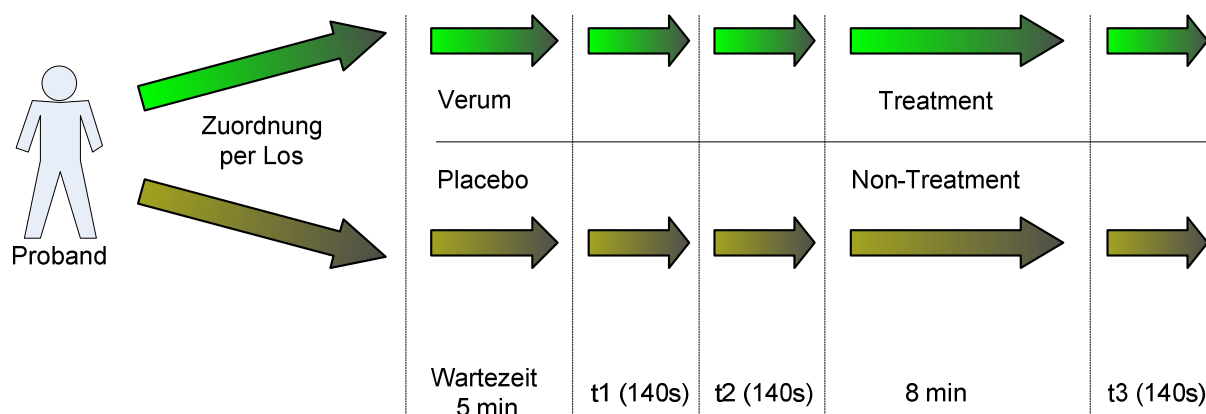 Verum
Treatment
Zuordnung
per Los
Placebo
Non-Treatment
Proband
Wartezeit
5 min
t1 (140s)
t2 (140s)
8 min
t3 (140s)